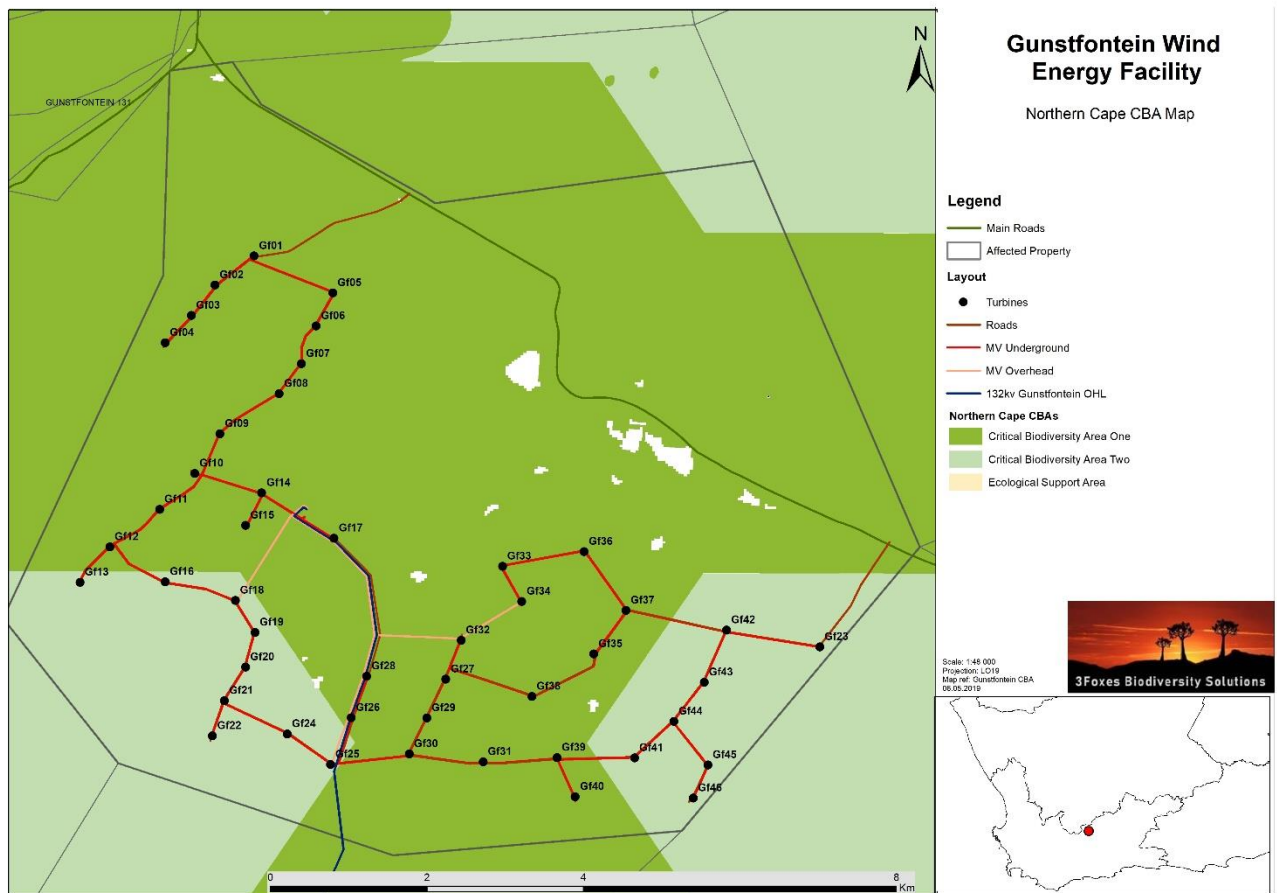 GUNSTFONTEIN 131
N
Gf01
Gf02
Gf05
Gf03
Gf06
Gf04
Gf07
Gf08
Gf09
Gf10
Gf14
Gf11
Gf15
Gf17
Gf12
Gf36
Gf33
Gf13
Gf16
Gf34
Gf18
Gf37
Gf19
Gf32
Gf42
Gf23
Gf35
Gf20
Gf28
Gf27
Gf43
Gf38
Gf21
Gf26
Gf29
Gf44
Gf22
Gf24
Gf25
Gf30
Gf31
Gf39
Gf41
Gf45
Gf40
Gf46
0 2 4 8
Km
Gunstfontein Wind
Energy Facility
Northern Cape CBA Map
Legend
Main Roads
Affected Property
Layout
Turbines
Roads
MV Underground
MV Overhead
132kv Gunstfontein OHL
Northern Cape CBAs
Critical Biodiversity Area One
Critical Biodiversity Area Two
Ecological Support Area
Scale: 1:48 000
Projection: LO19
Map ref: Gunstfontein CBA
06.05.2019
3Foxes Biodiversity Solutions